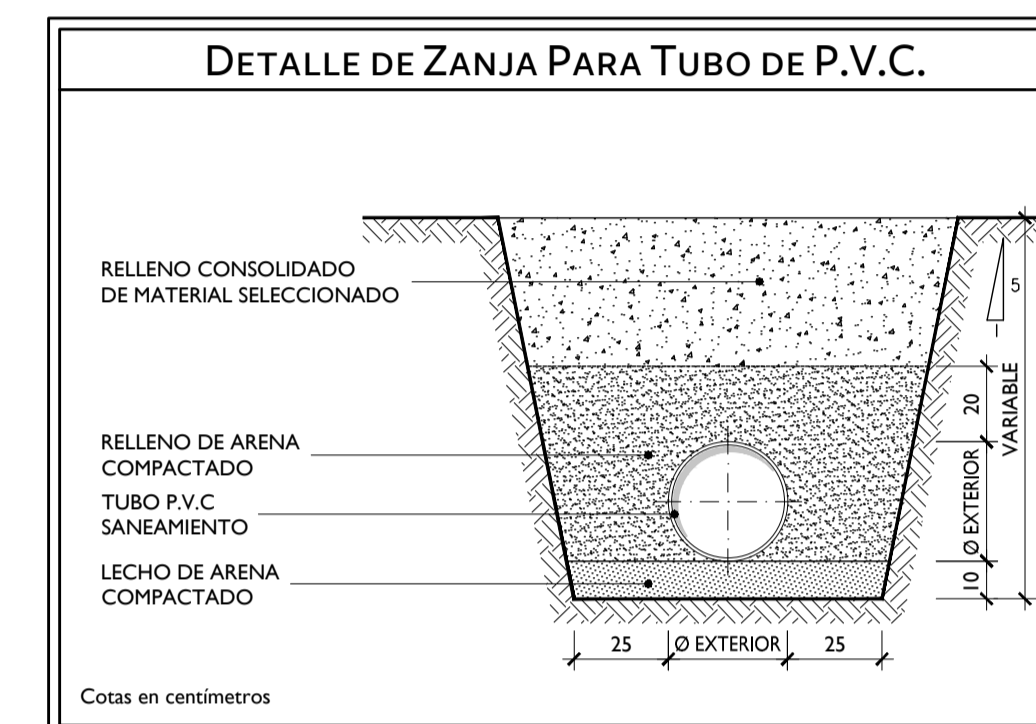 DETALLE DE ZANJA PARA TUBO DE P.V.C.
RELLENO CONSOLIDADO
DE MATERIAL SELECCIONADO
5
1
VARIABLE
20
RELLENO DE ARENA
COMPACTADO
Ø EXTERIOR
TUBO P.V.C
SANEAMIENTO
LECHO DE ARENA
COMPACTADO
10
25
Ø EXTERIOR
25
Cotas en centímetros